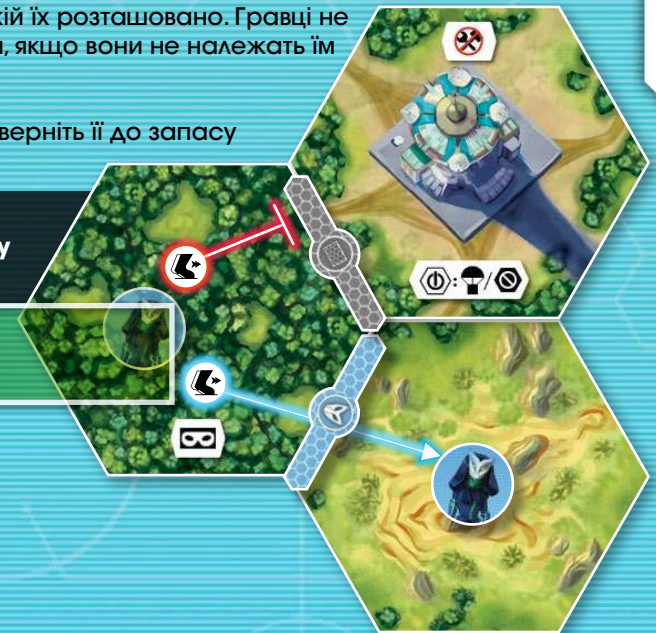 кій їх розташовано. Гравці не
, якщо вони не належать їм
верніть її до запасу
у
:
/